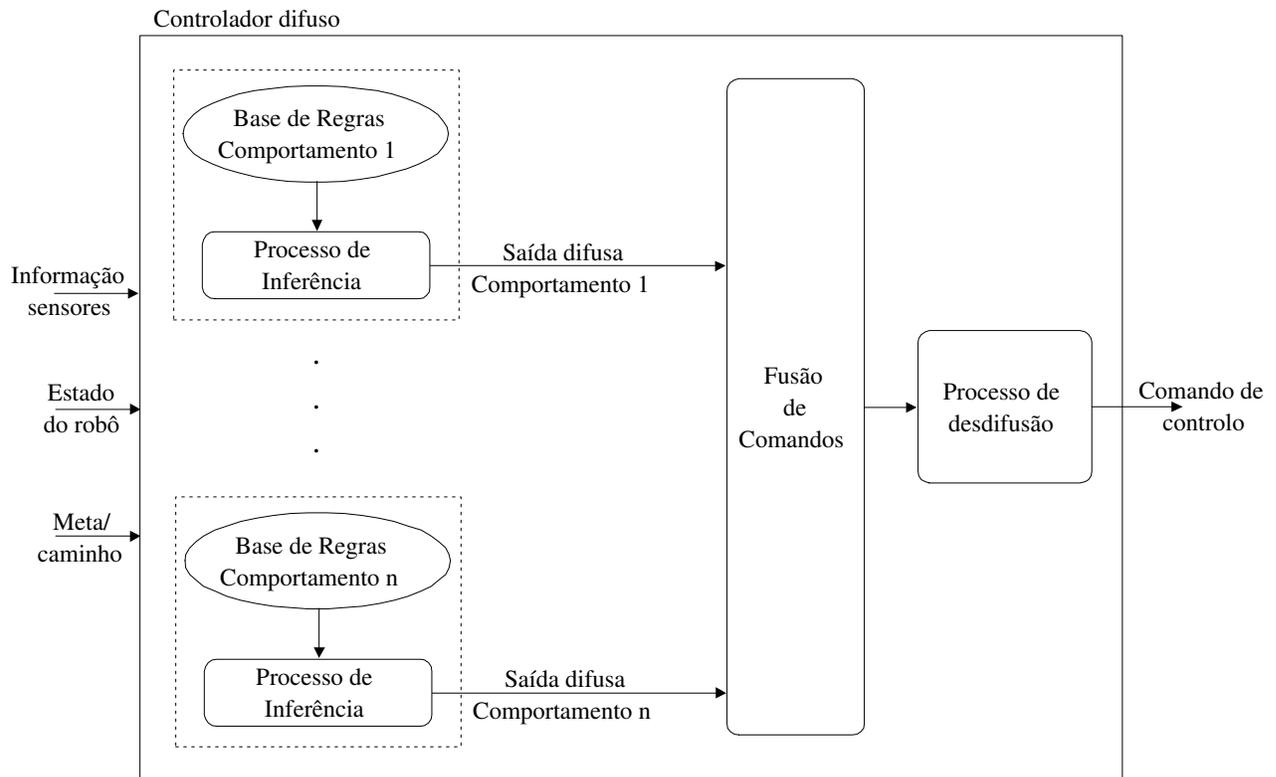 Controlador difuso
Base de Regras
Comportamento 1
Processo de
Inferência
Saída difusa
Comportamento 1
Informação
sensores
Estado
do robô
Meta/
caminho
.
.
.
Base de Regras
Comportamento n
Processo de
Inferência
Saída difusa
Comportamento n
Fusão
de
Comandos
Processo de
desdifusão
Comando de
controlo